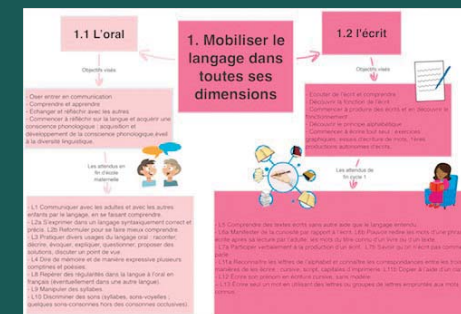 1.1 L'oral
1. Mobiliser le
langage dans
toutes ses
dimensions
1.2 l'écrit
Objectifs visés
Objectifs visés
- Oser entrer en communication
- Comprendre et apprendre
- Echanger et réfléchir avec les autres
- Commencer à réfléchir sur la langue et acquérir une
conscience phonologique : acquisition et
développement de la conscience phonologique, éveil
à la diversité linguistique.
- Ecouter de l'écrit et comprendre
- Découvrir la fonction de l'écrit
- Commencer à produire des écrits et en découvrir le
fonctionnement
- Découvrir le principe alphabétique
- Commencer à écrire tout seul : exercices
graphiques, essais d'écriture de mots, 1ères
productions autonomes d'écrits.
Les attendus en
fin d'école
maternelle
Les attendus de
fin cycle 1
- L1 Communiquer avec les adultes et avec les autres
enfants par le langage, en se faisant comprendre.
- L2a S'exprimer dans un langage syntaxiquement correct et
précis. L2b Reformuler pour se faire mieux comprendre.
- L3 Pratiquer divers usages du langage oral : raconter,
décrire, évoquer, expliquer, questionner, proposer des
solutions, discuter un point de vue.
- L4 Dire de mémoire et de manière expressive plusieurs
comptines et poésies.
- L8 Repérer des régularités dans la langue à l'oral en
français (éventuellement dans une autre langue).
- L9 Manipuler des syllabes.
- L10 Discriminer des sons (syllabes, sons-voyelles ;
quelques sons-consonnes hors des consonnes occlusives).
- L5 Comprendre des textes écrits sans autre aide que le langage entendu.
- L6a Manifester de la curiosité par rapport à l'écrit. L6b Pouvoir redire les mots d'une phrase
écrite après sa lecture par l'adulte, les mots du titre connu d'un livre ou d'un texte.
- L7a Participer verbalement à la production d'un écrit. L7b Savoir qu'on n'écrit pas comme on
parle.
- L11a Reconnaître les lettres de l'alphabet et connaître les correspondances entre les trois
manières de les écrire : cursive, script, capitales d'imprimerie. L11b Copier à l'aide d'un clavier.
- L12 Écrire son prénom en écriture cursive, sans modèle.
- L13 Écrire seul un mot en utilisant des lettres ou groupes de lettres empruntés aux mots
connus.